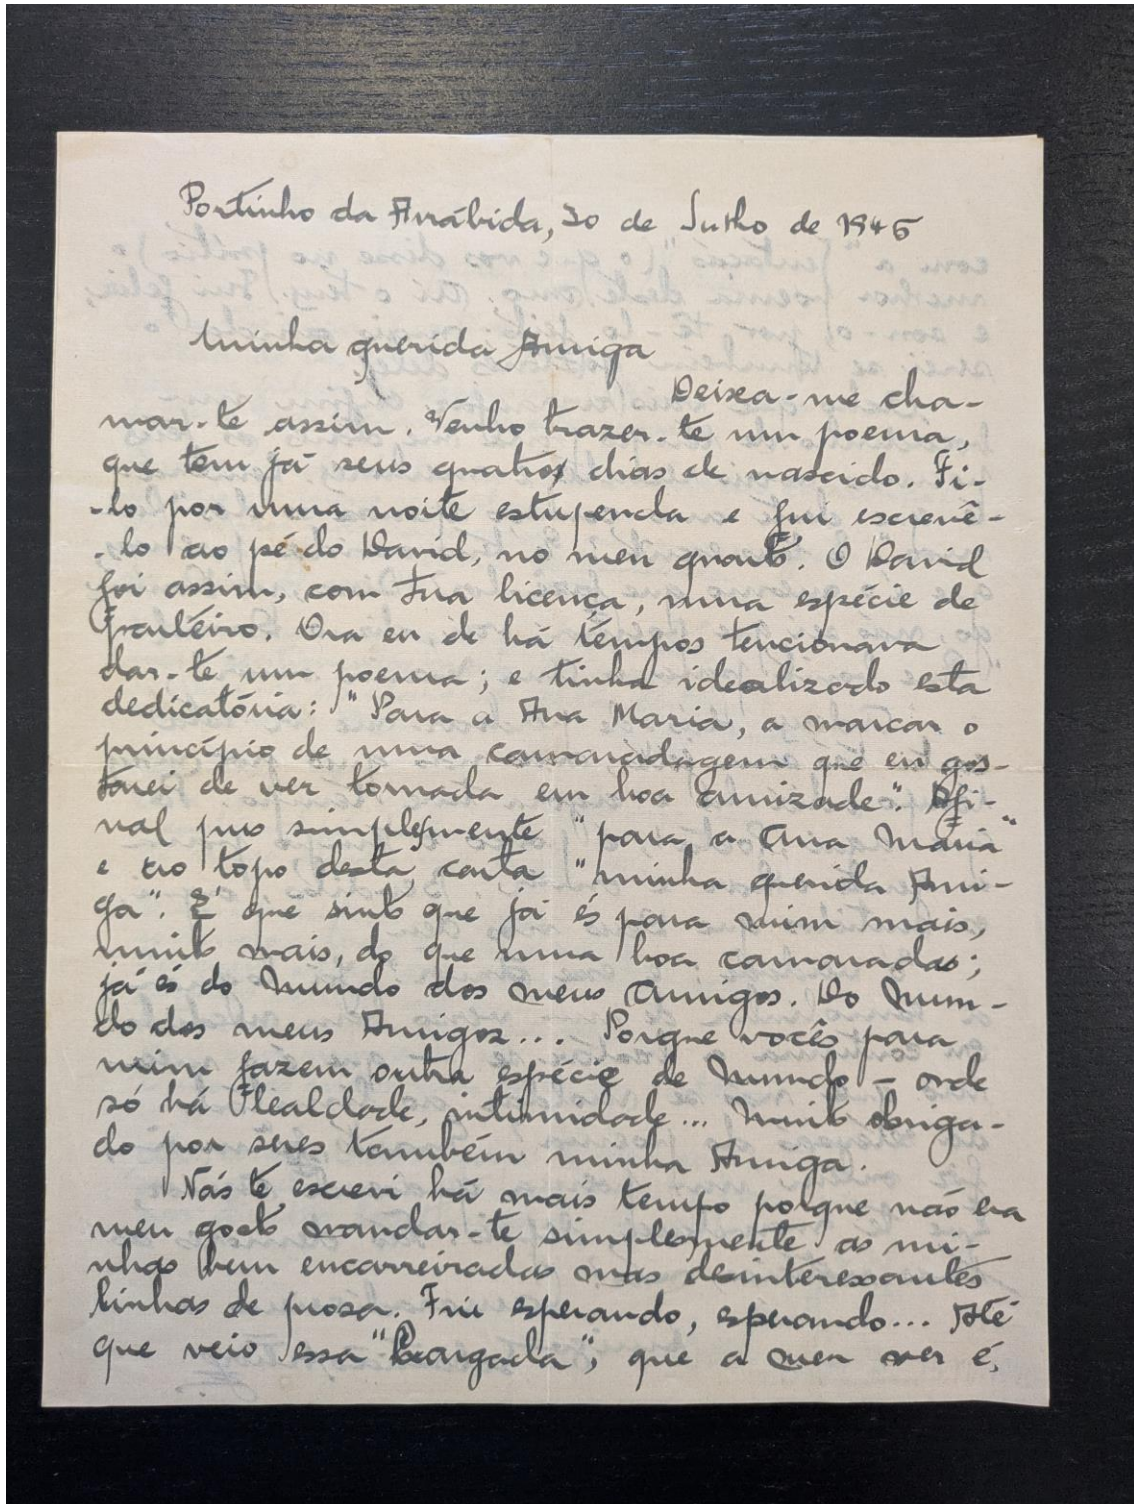 Portinho da Arrábida, 20 de Julho de 1946
Minha querida Amiga
Deixa-me cha-
mar-te assim. Venho trazer-te um poema,
que tem já seus quatro dias de nascido. Fi-
-lo por uma noite estupenda e fui escrevê-
-lo ao pé do David, no meu quarto. O David
foi assim, com tua licença, uma espécie de
parteiro. Ora eu de há tempos tencionava
dar-te um poema; e tinha idealizado esta
dedicatória: "Para a Ana Maria, a marcar o
princípio de uma camaradagem que eu gos-
tarei de ver tornada em boa amizade". Afi-
nal pus simplesmente "para a Ana Maria"
e ao topo desta carta "minha querida Ami-
ga". É que sinto que já és para mim mais,
muito mais, do que uma boa camarada;
já és do Mundo dos meus Amigos. Do Mun-
do dos meus Amigos... Porque vocês para
mim fazem outra espécie de Mundo - onde
só há lealdade, intimidade... Muito obriga-
do por seres também minha Amiga.
Não te escrevi há mais tempo porque não era
meu gosto mandar-te simplesmente as mi-
nhas bem encarreiradas mas desinteressantes
linhas de prosa. Fui esperando, esperando... Até
que veio essa " ", que a meu ver é,